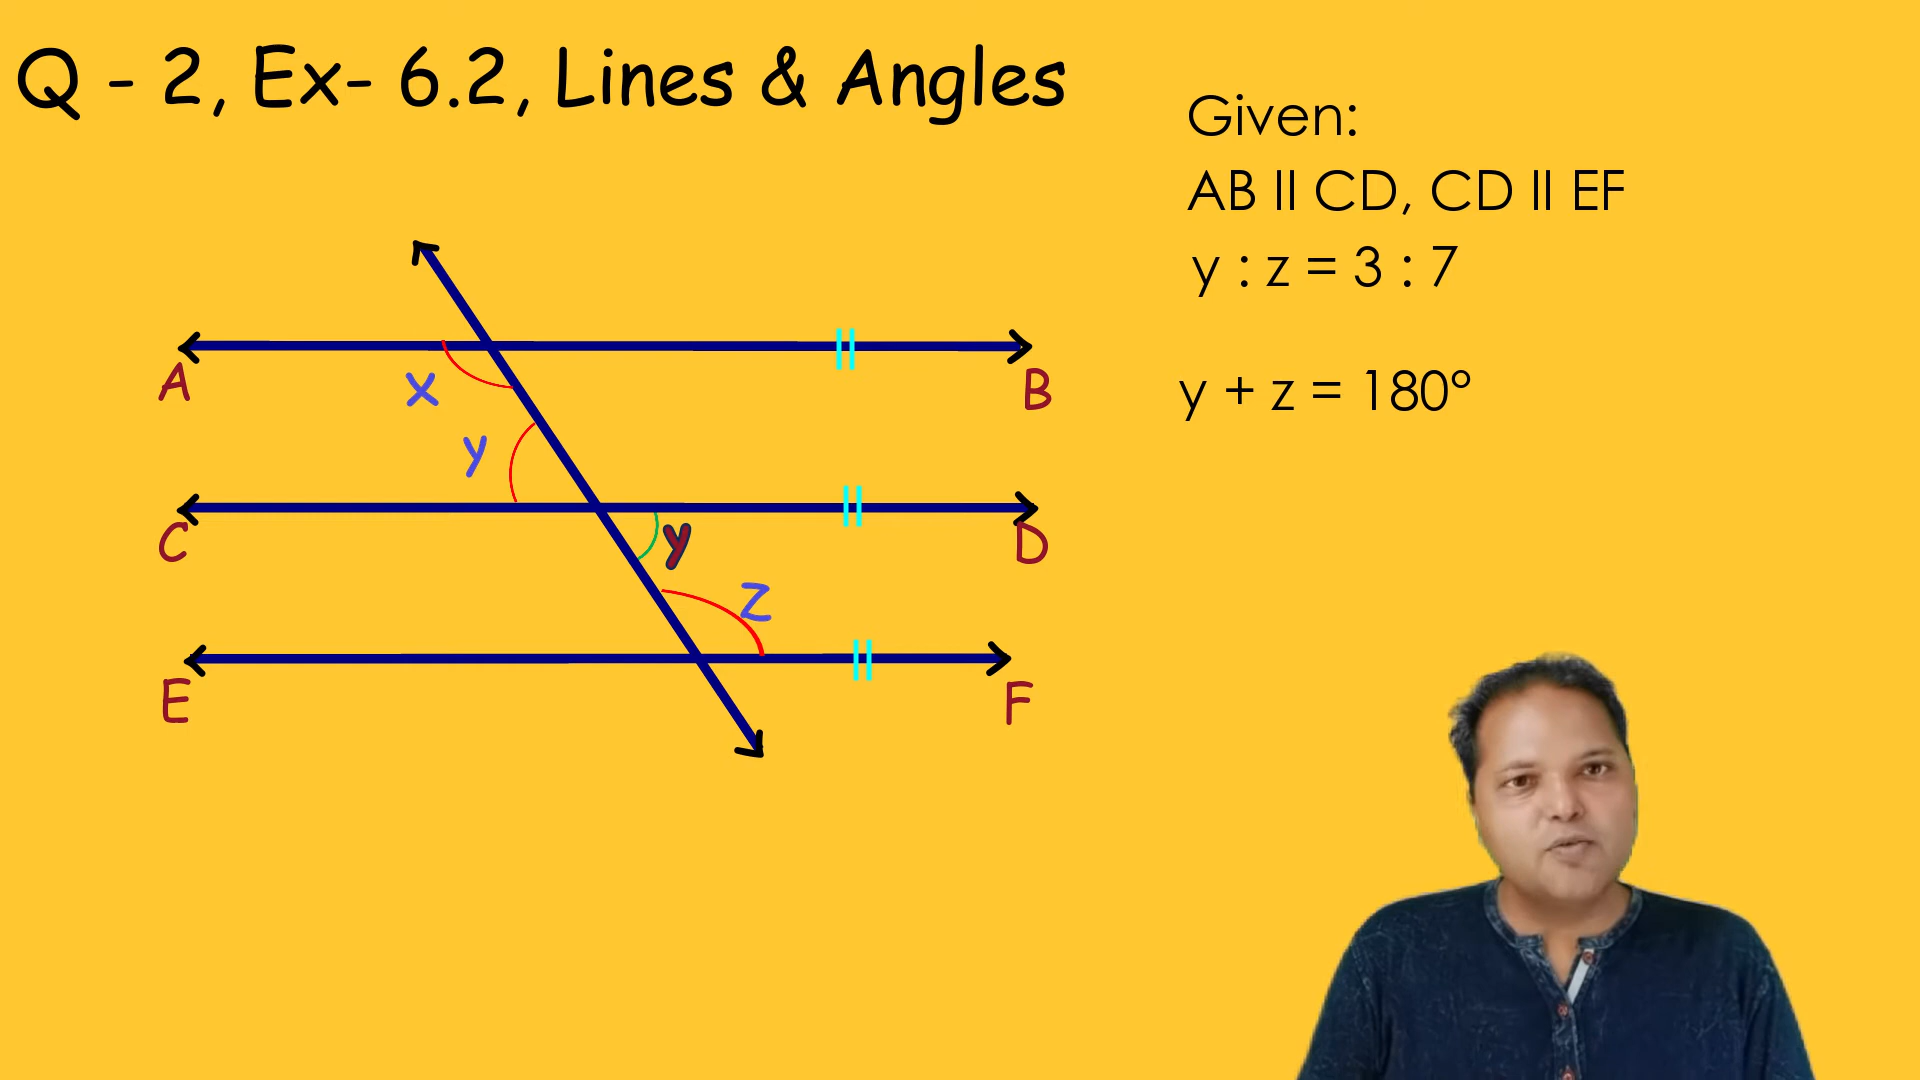 Q - 2, Ex- 6.2, Lines & Angles
Given:
AB II CD, CD II EF
y : z = 3 : 7
y + z = 180°
A
B
x
y
C
D
y
z
E
F